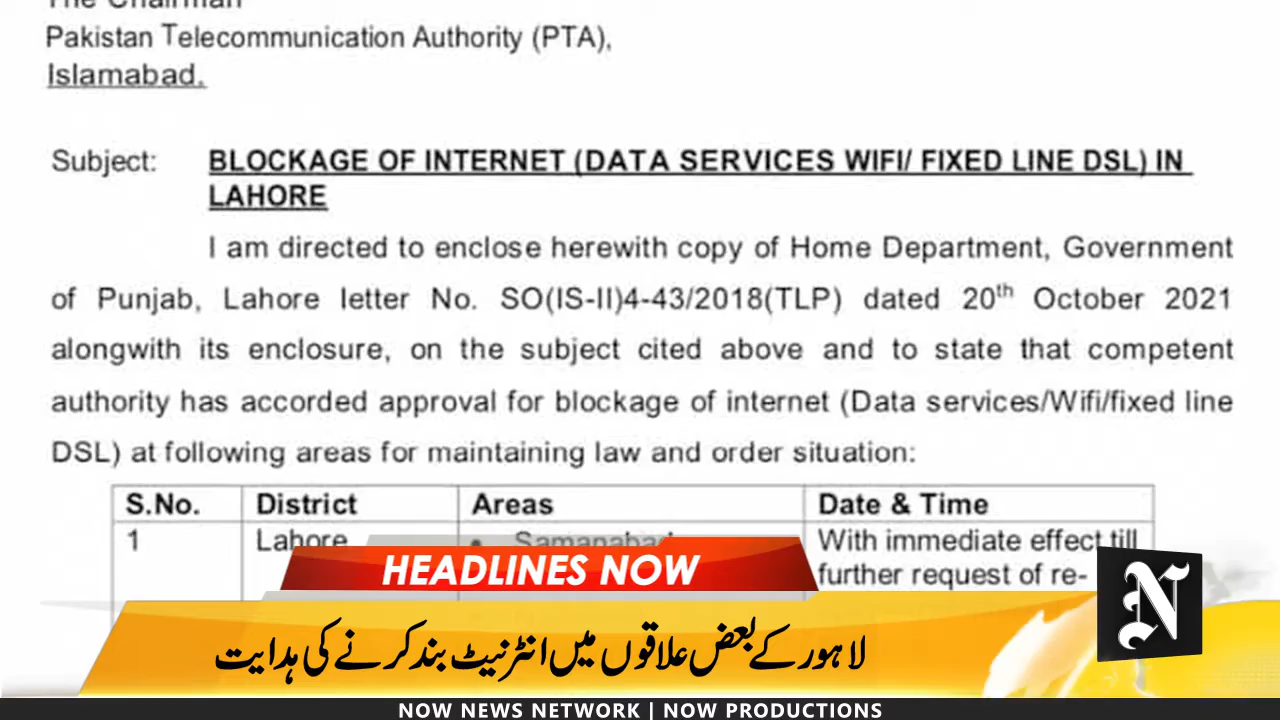 The Chairman
Pakistan Telecommunication Authority (PTA),
Islamabad.
Subject: BLOCKAGE OF INTERNET (DATA SERVICES WIFI/ FIXED LINE DSL) IN
LAHORE
I am directed to enclose herewith copy of Home Department, Government
of Punjab, Lahore letter No. SO(IS-II)4-43/2018(TLP) dated 20th October 2021
alongwith its enclosure, on the subject cited above and to state that competent
authority has accorded approval for blockage of internet (Data services/Wifi/fixed line
DSL) at following areas for maintaining law and order situation:
S.No. District Areas Date & Time
1 Lahore • Samanabad With immediate effect till
further request of re-
HEADLINES NOW
N
لاہور کے بعض علاقوں میں انٹرنیٹ بند کرنے کی ہدایت
NOW NEWS NETWORK | NOW PRODUCTIONS